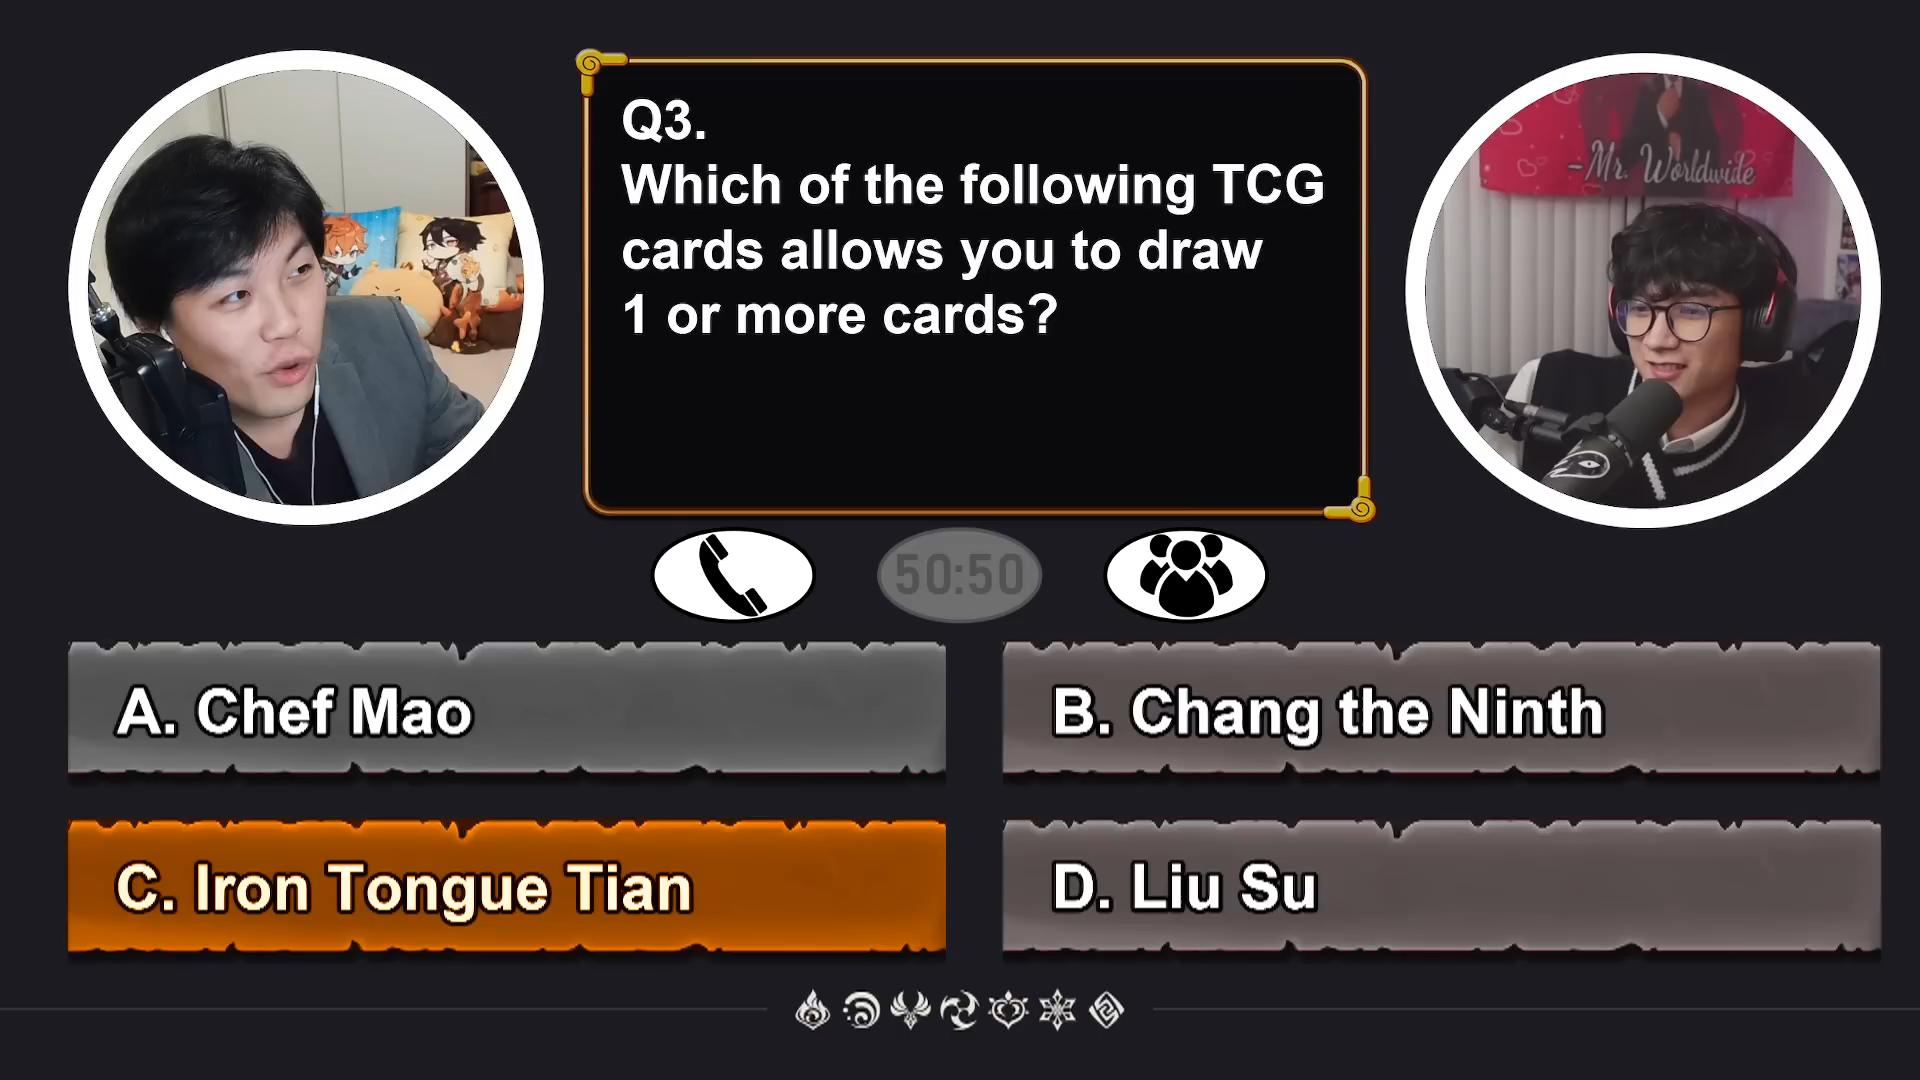 Q3.
Which of the following TCG
cards allows you to draw
1 or more cards?
-Mr. Worldwide
50:50
A. Chef Mao
B. Chang the Ninth
C. Iron Tongue Tian
D. Liu Su